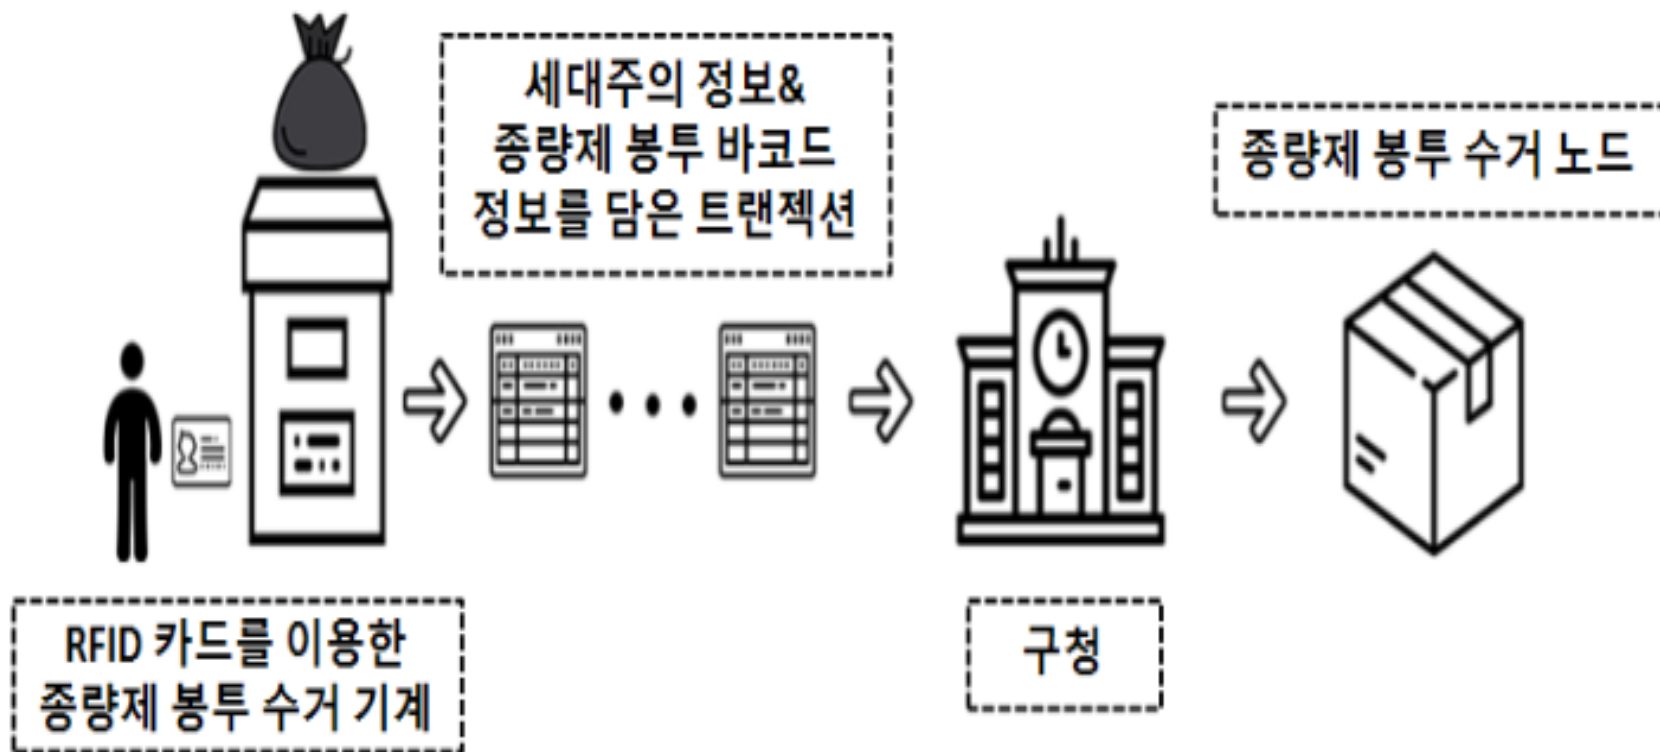 세대주의 정보&
종량제 봉투 바코드
정보를 담은 트랜젝션
종량제 봉투 수거 노드
RFID 카드를 이용한
종량제 봉투 수거 기계
구청